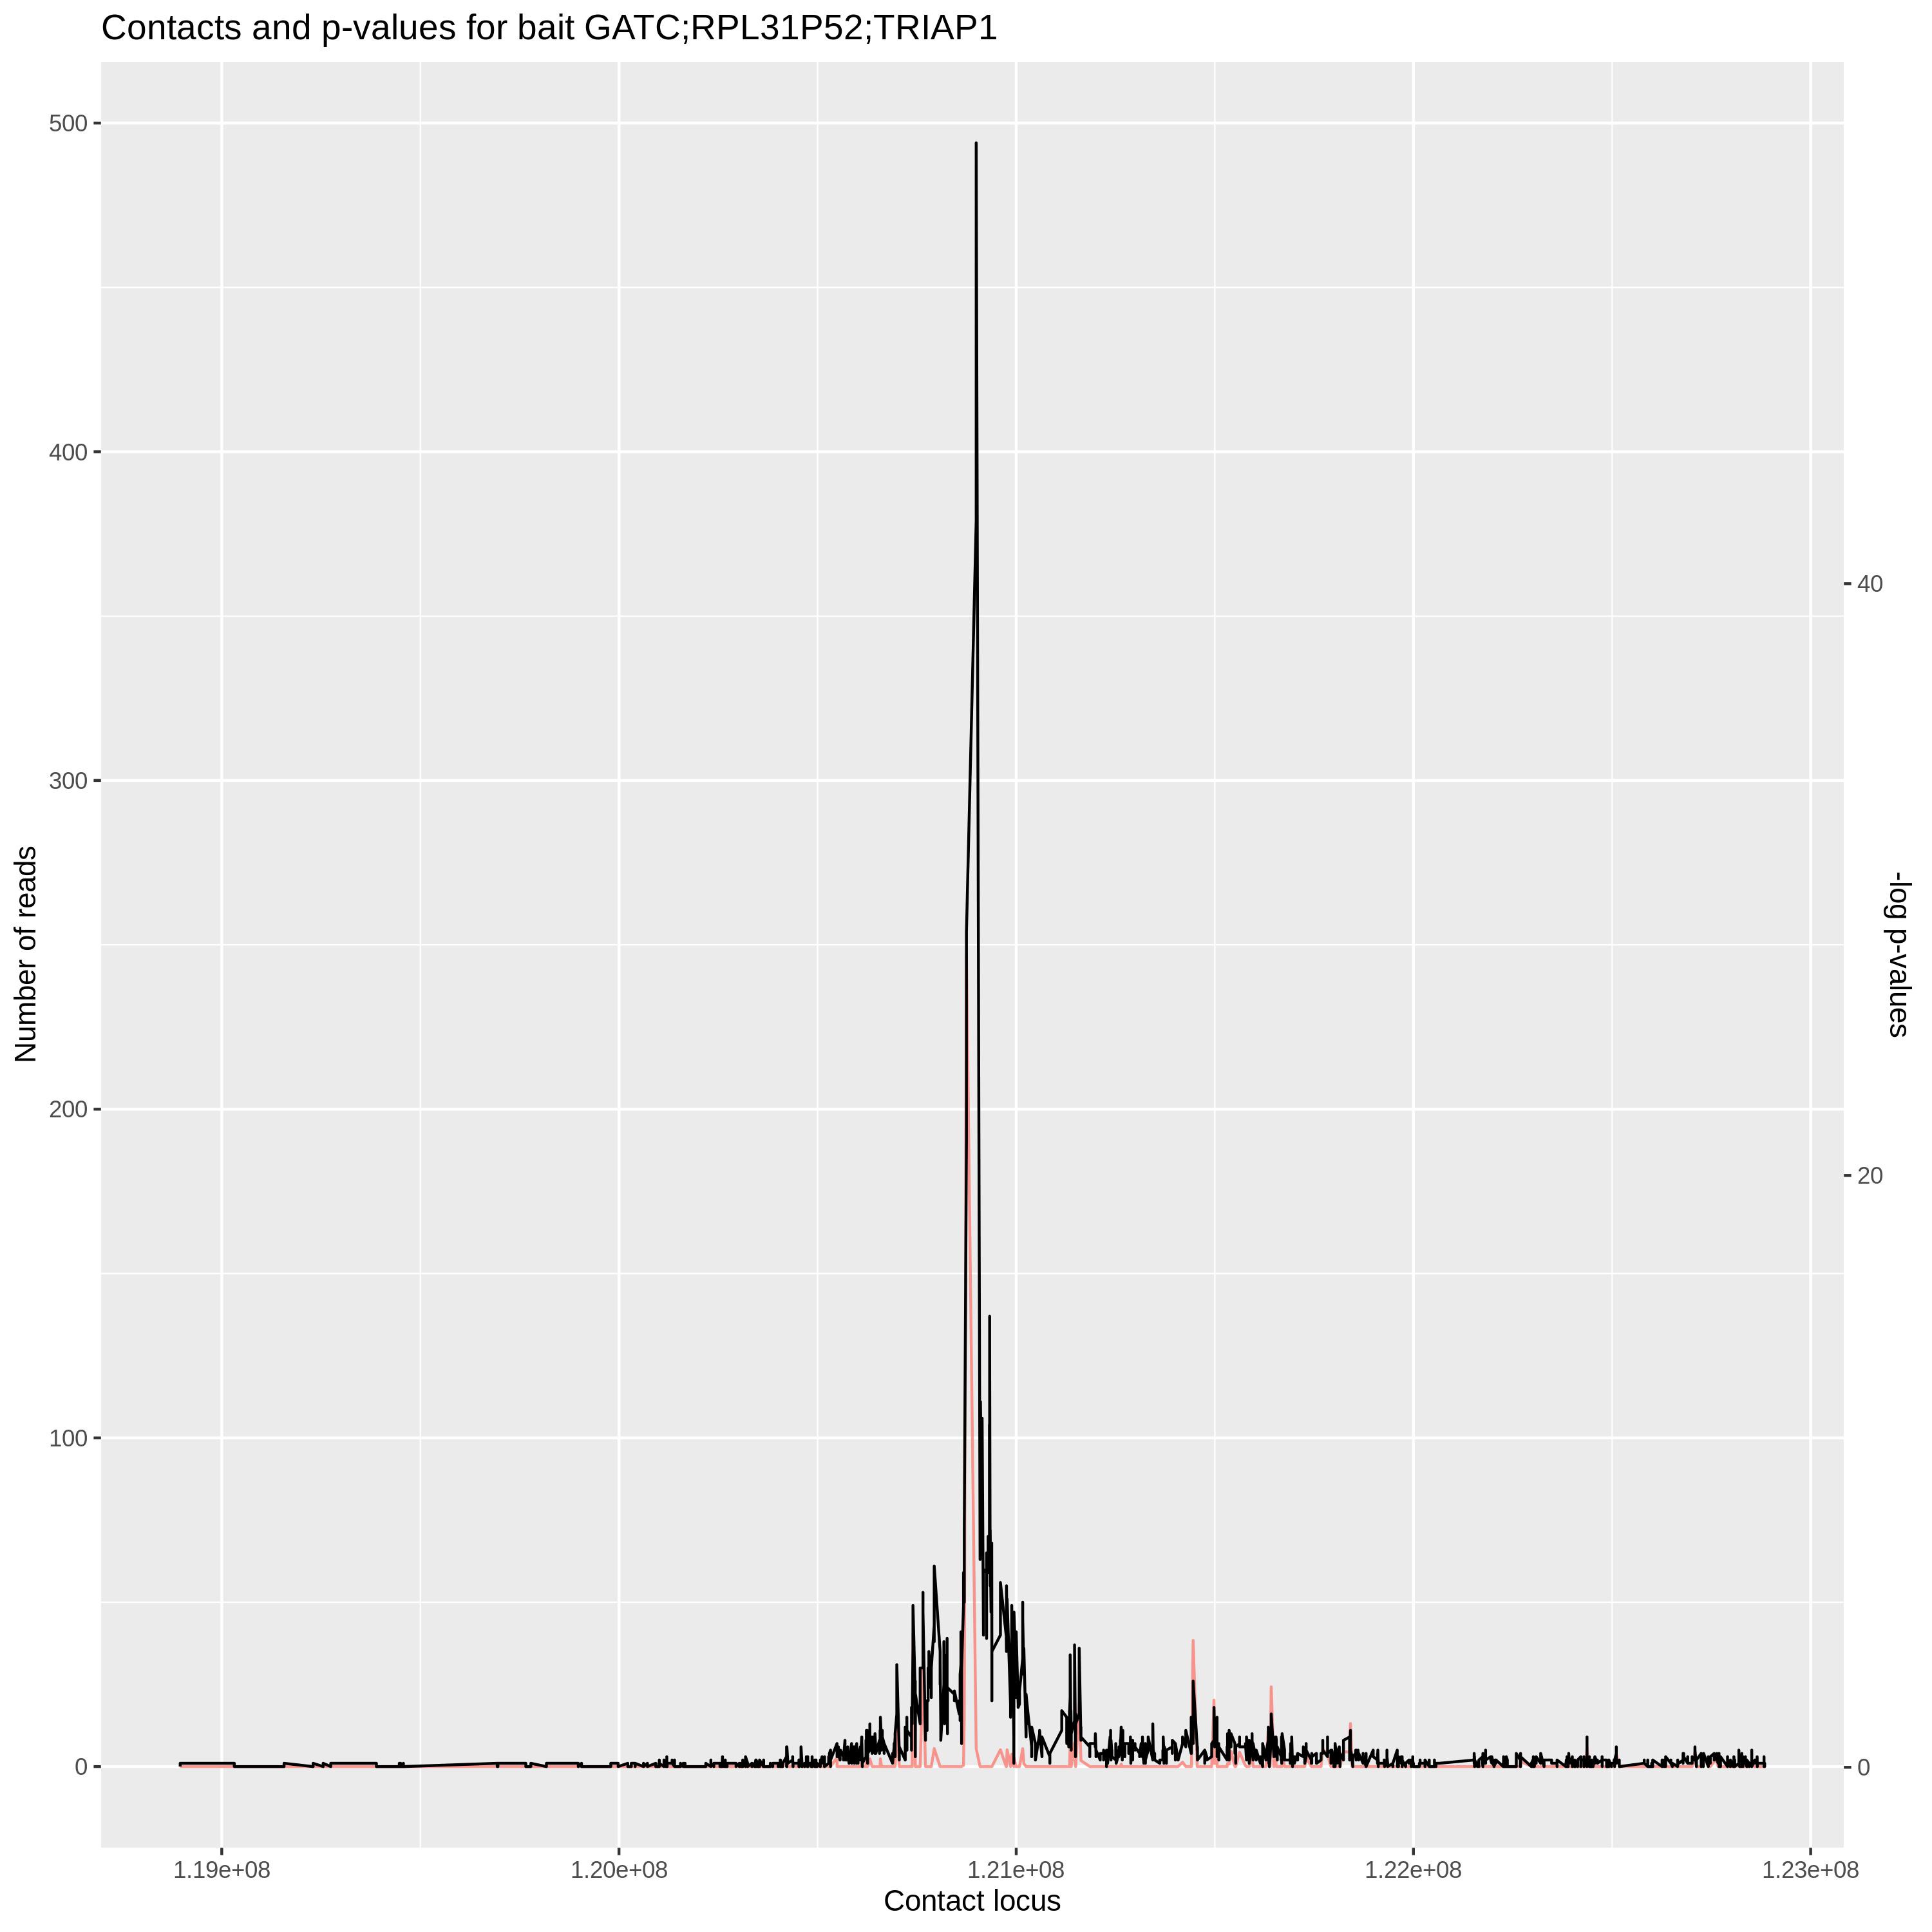 Contacts and p-values for bait GATC;RPL31P52;TRIAP1
500
400
300
200
100
0
Number of reads
40
20
0
-log p-values
1.19e+08
1.20e+08
1.21e+08
1.22e+08
1.23e+08
Contact locus